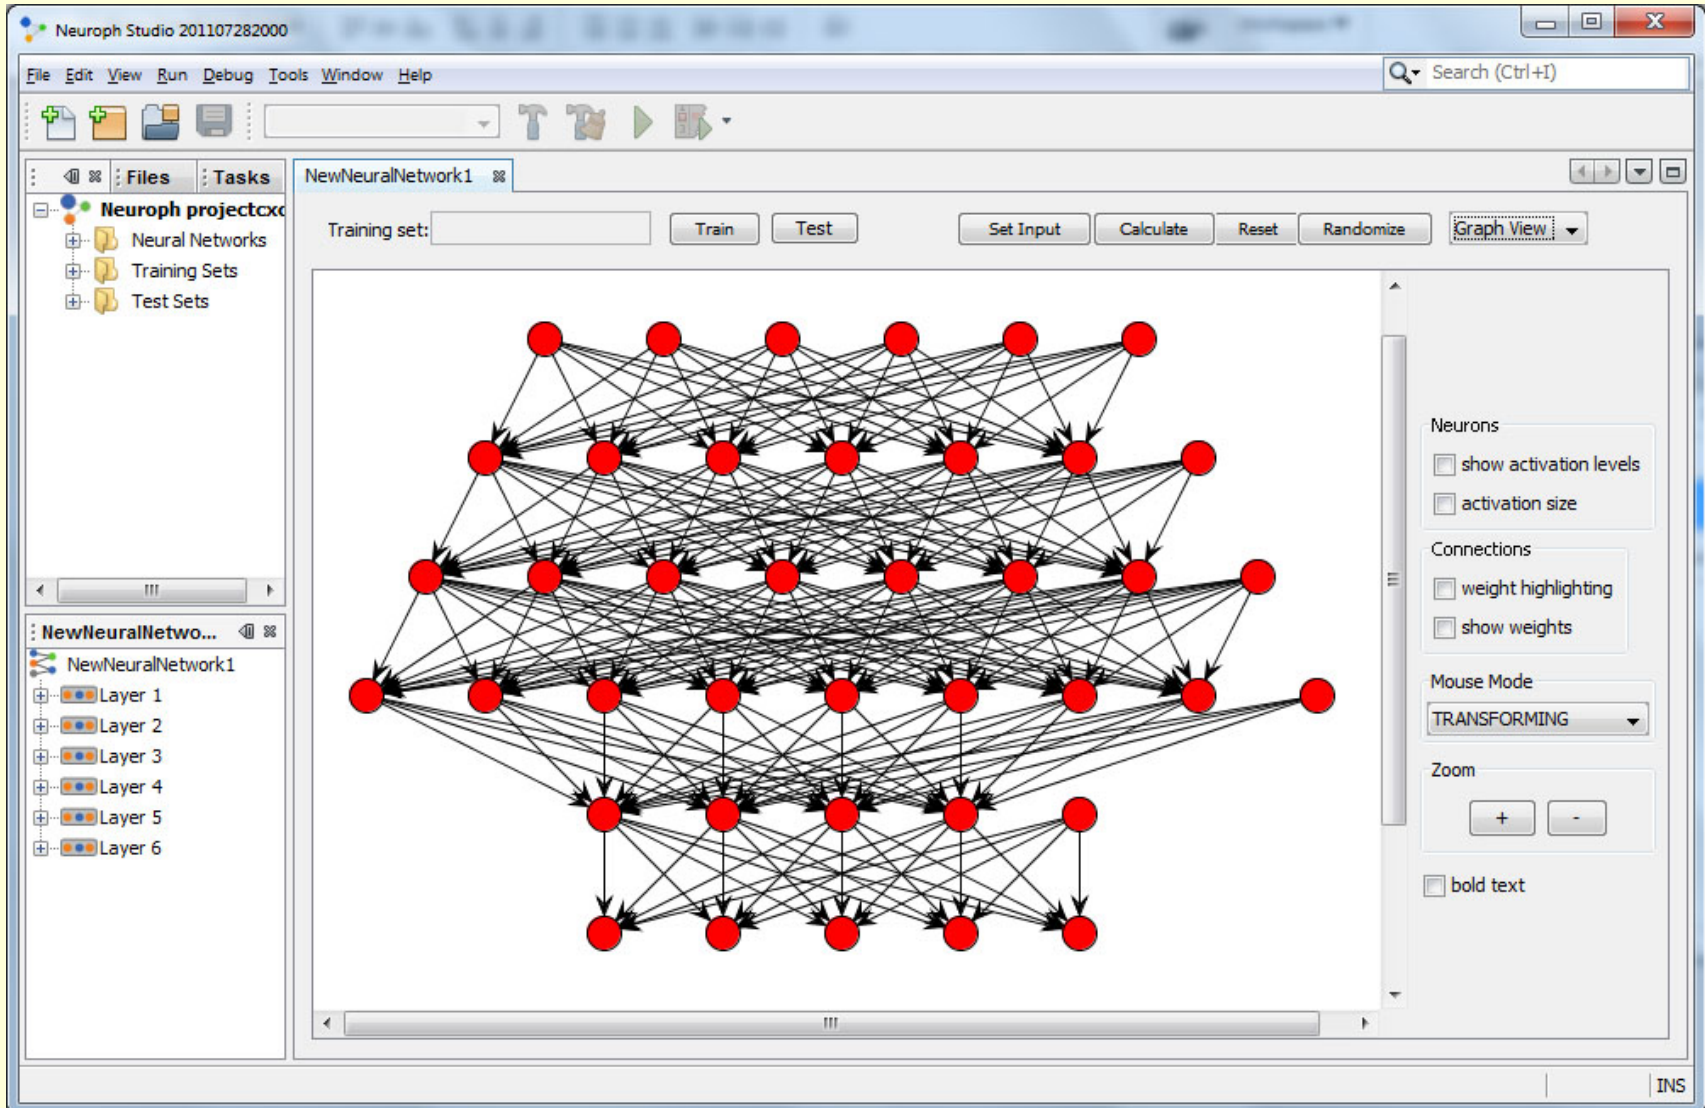 Neuroph Studio 201107282000
File Edit View Run Debug Tools Window Help
Search (Ctrl+I)
Files Tasks
NewNeuralNetwork1
Neuroph projectcxc
Neural Networks
Training Sets
Test Sets
Training set: Train Test Set Input Calculate Reset Randomize Graph View
Neurons
show activation levels
activation size
Connections
weight highlighting
show weights
Mouse Mode
TRANSFORMING
Zoom
+ -
bold text
NewNeuralNetwo...
NewNeuralNetwork1
Layer 1
Layer 2
Layer 3
Layer 4
Layer 5
Layer 6
INS